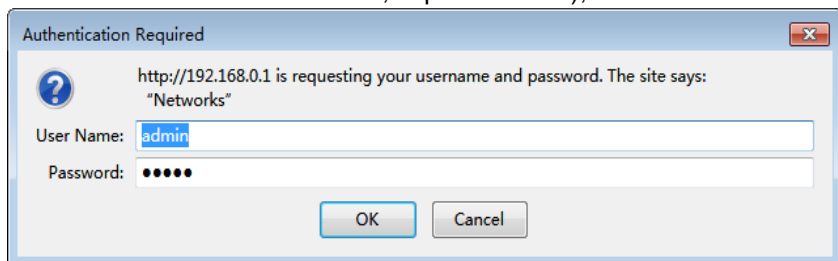 Authentication Required
http://192.168.0.1 is requesting your username and password. The site says:
"Networks"
User Name: admin
Password: •••••
OK Cancel